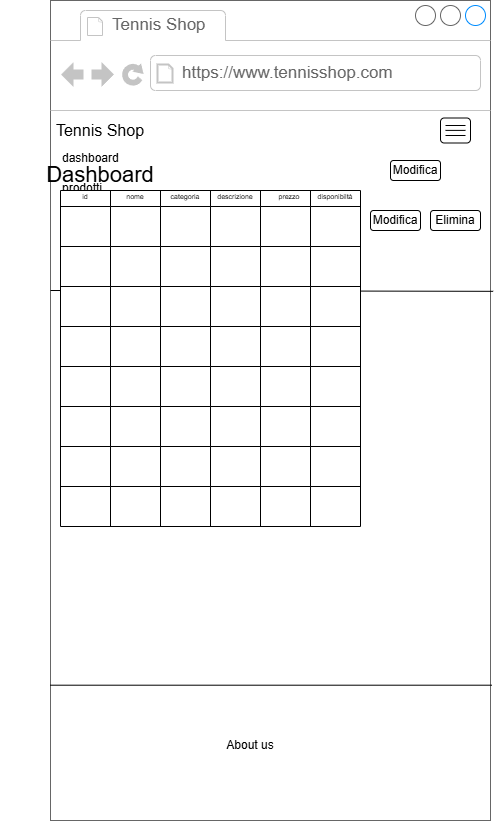 Tennis Shop
https://www.tennisshop.com
Tennis Shop
dashboard
Dashboard
Modifica
prodotti
id nome categoria descrizione prezzo disponibiltà
Modifica Elimina
About us